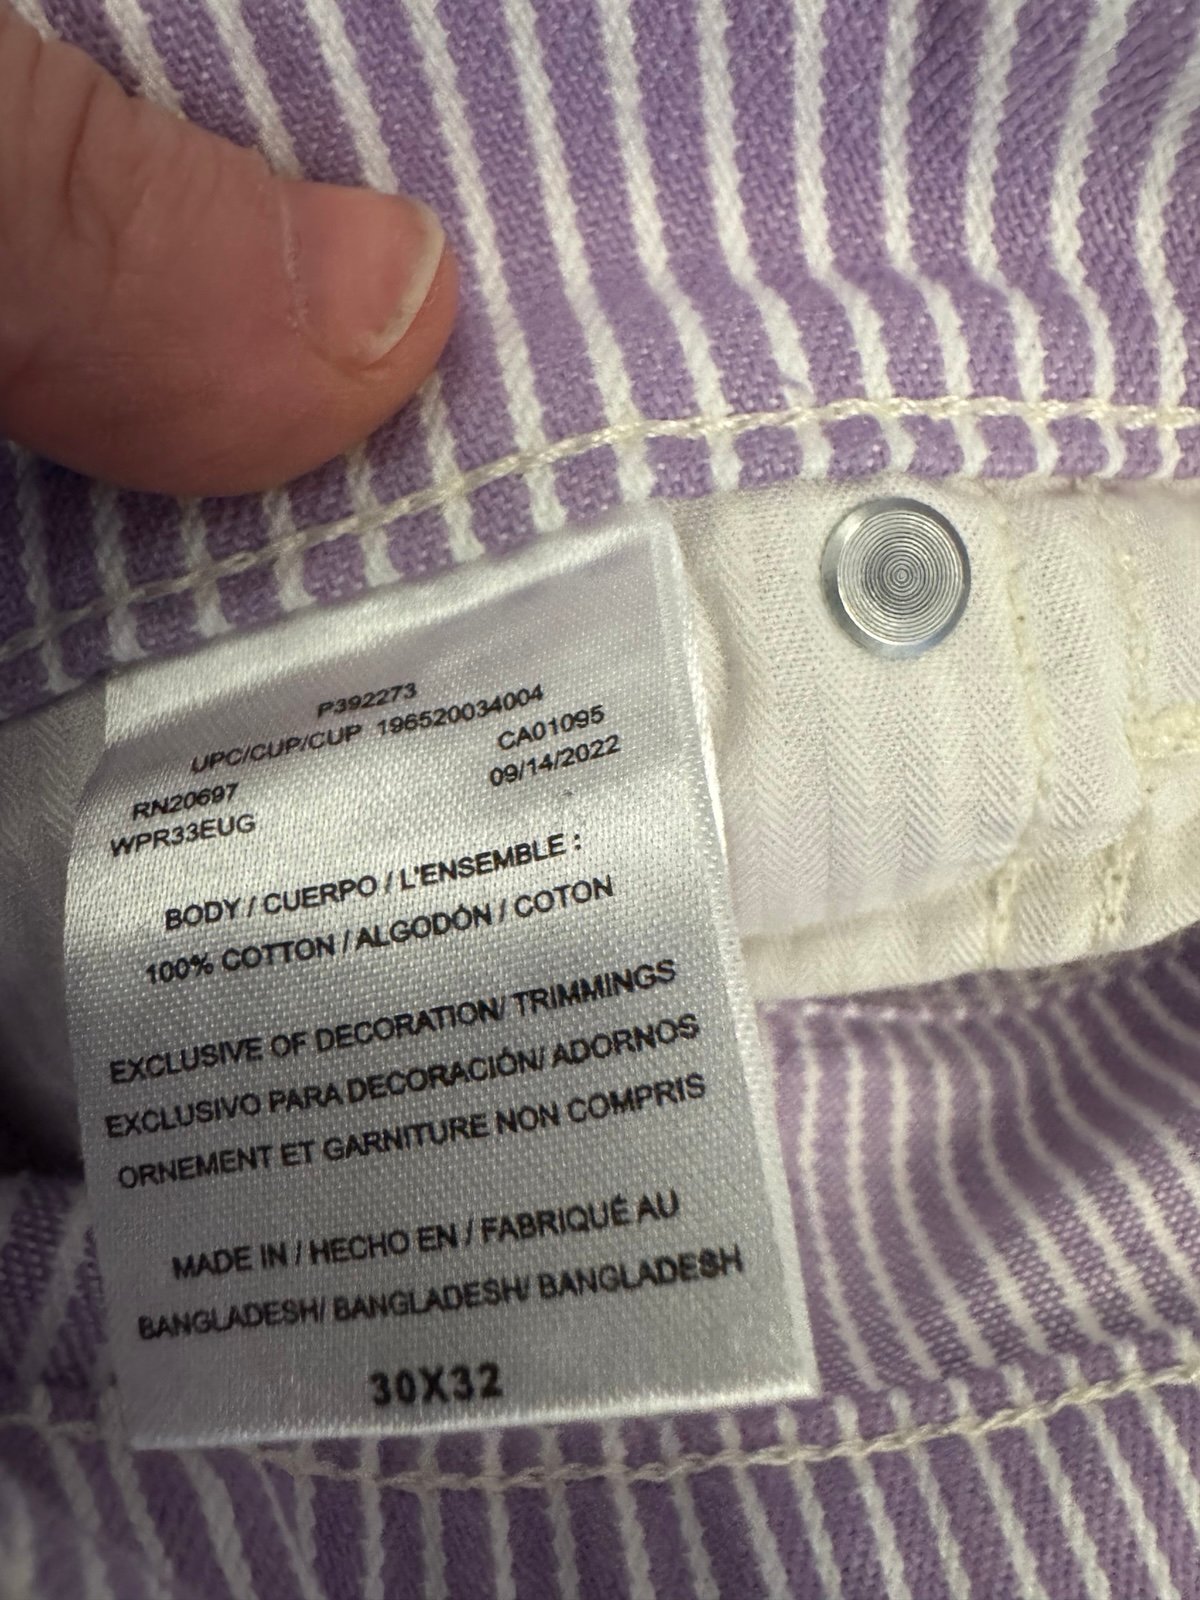 P392273
UPC/CUP/CUP 196520034004
RN20697 CA01095
WPR33EUG 09/14/2022
BODY / CUERPO / L'ENSEMBLE :
100% COTTON / ALGODÓN / COTON
EXCLUSIVE OF DECORATION/ TRIMMINGS
EXCLUSIVO PARA DECORACIÓN/ ADORNOS
ORNEMENT ET GARNITURE NON COMPRIS
MADE IN / HECHO EN / FABRIQUÉ AU
BANGLADESH/ BANGLADESH/ BANGLADESH
30X32